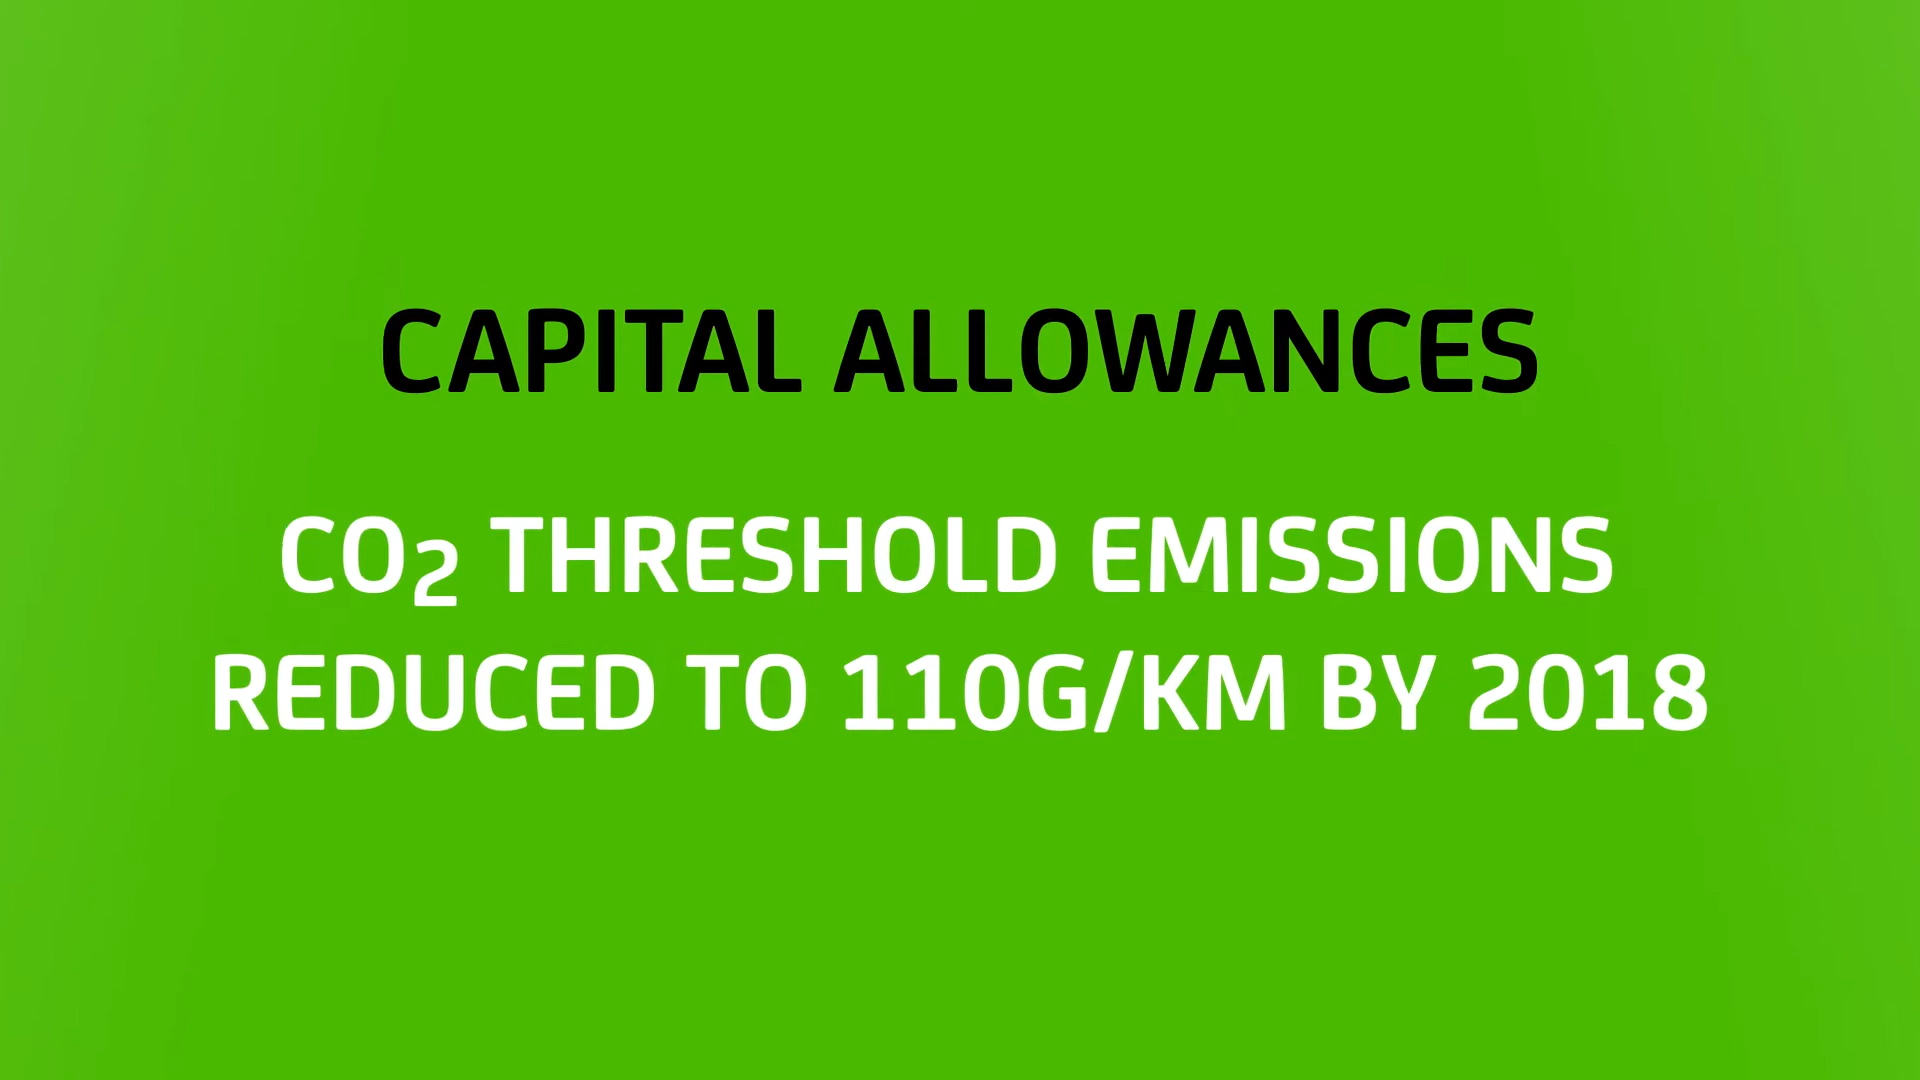 CAPITAL ALLOWANCES
CO₂ THRESHOLD EMISSIONS
REDUCED TO 110G/KM BY 2018